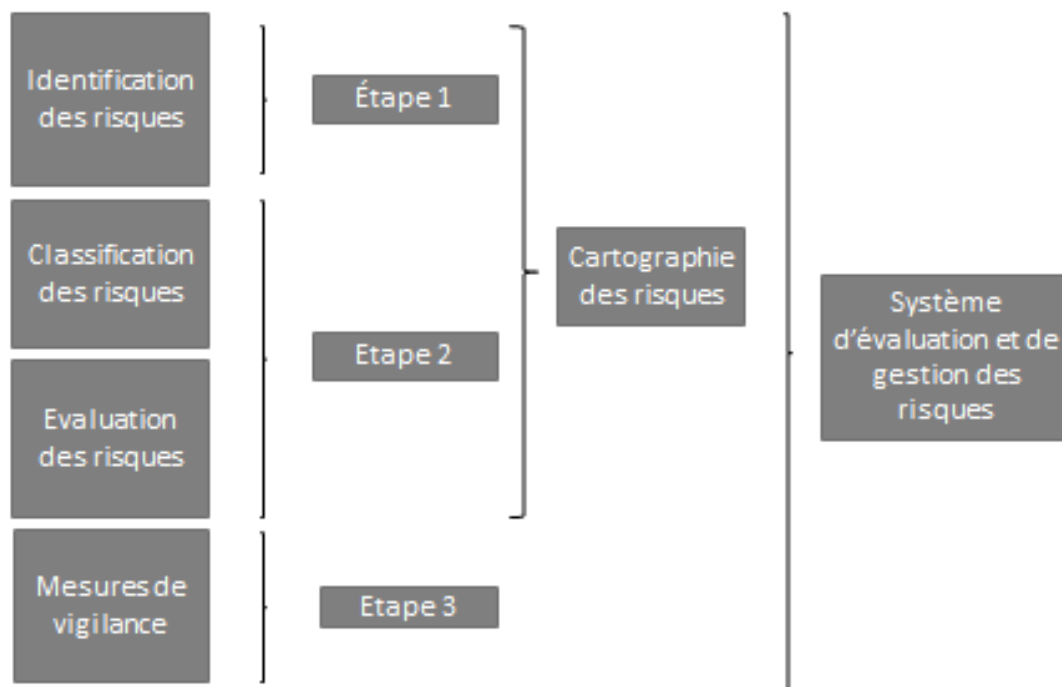 Identification
des risques
Étape 1
Classification
des risques
Cartographie
des risques
Etape 2
Système
d'évaluation et de
gestion des
risques
Evaluation
des risques
Mesures de
vigilance
Etape 3